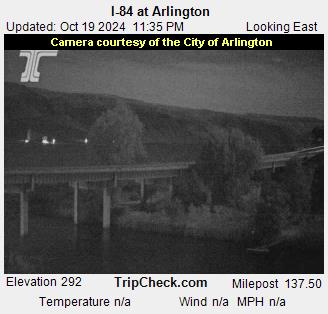 I-84 at Arlington
Updated: Oct 19 2024 11:35 PM Looking East
Camera courtesy of the City of Arlington
Elevation 292 TripCheck.com Milepost 137.50
Temperature n/a Wind n/a MPH n/a